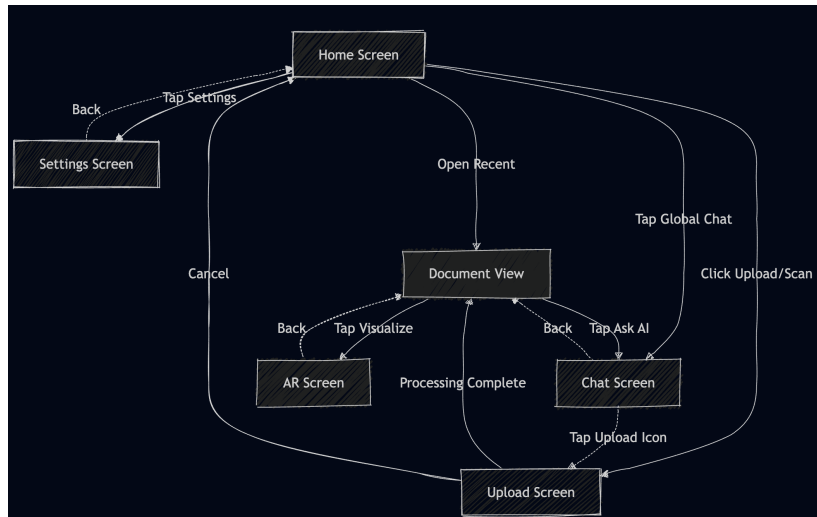 Home Screen
Tap Settings
Back
Settings Screen
Open Recent
Tap Global Chat
Cancel
Document View
Click Upload/Scan
Back
Tap Visualize
Back
Tap Ask AI
AR Screen
Processing Complete
Chat Screen
Tap Upload Icon
Upload Screen